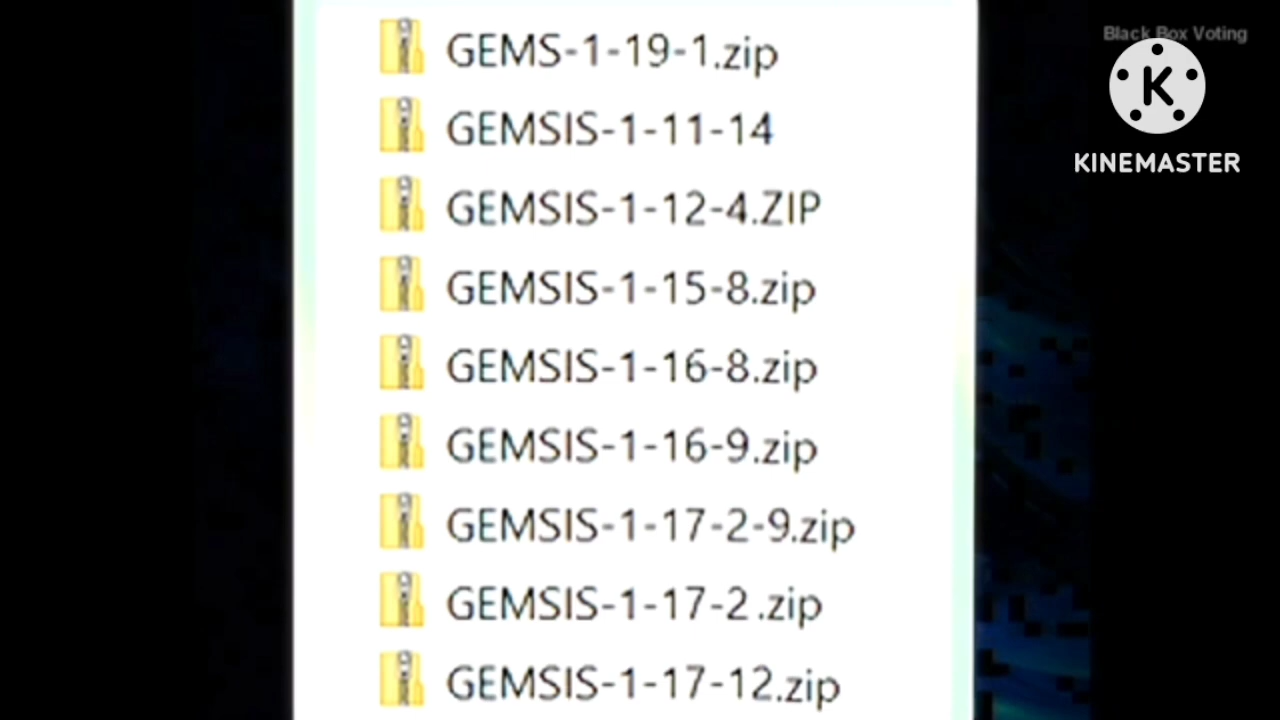 GEMS-1-19-1.zip
GEMSIS-1-11-14
GEMSIS-1-12-4.ZIP
GEMSIS-1-15-8.zip
GEMSIS-1-16-8.zip
GEMSIS-1-16-9.zip
GEMSIS-1-17-2-9.zip
GEMSIS-1-17-2 .zip
GEMSIS-1-17-12.zip
Black Box Voting
K
KINEMASTER